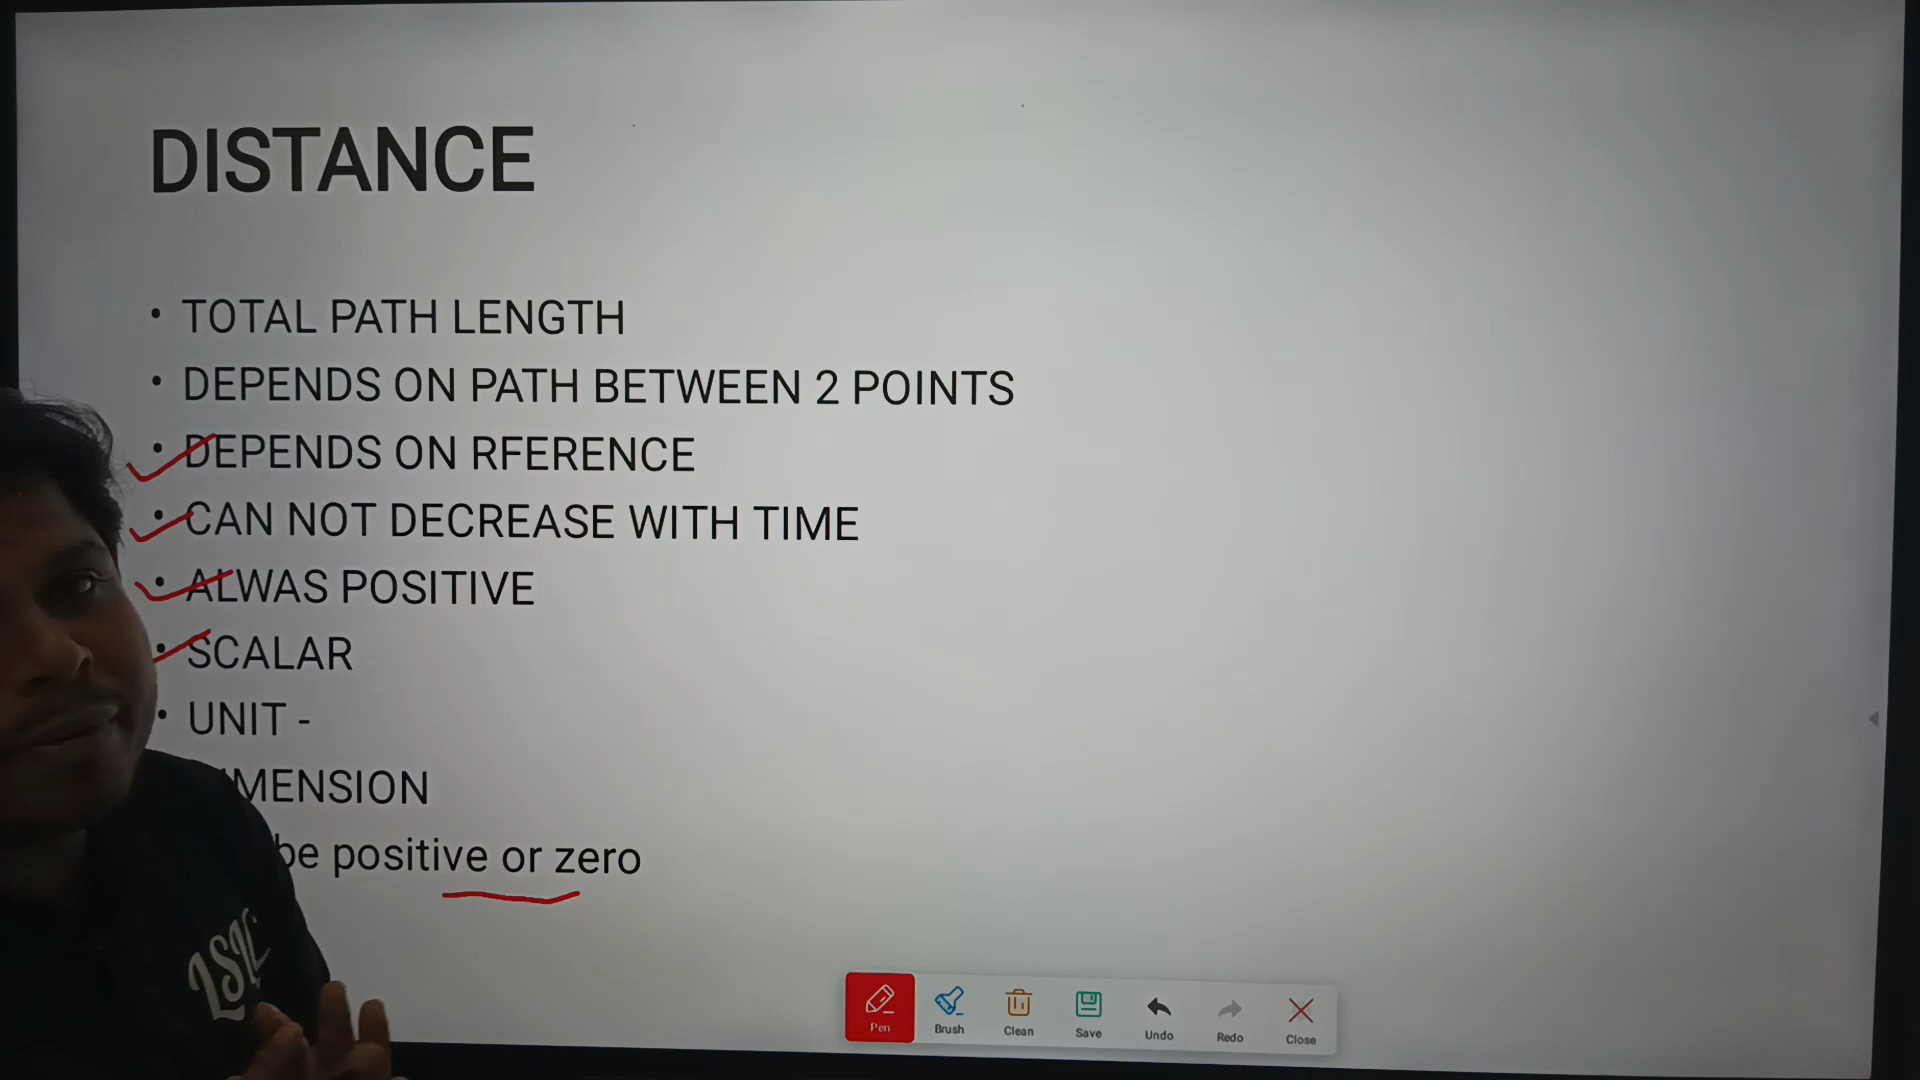 DISTANCE
• TOTAL PATH LENGTH
• DEPENDS ON PATH BETWEEN 2 POINTS
• DEPENDS ON RFERENCE
• CAN NOT DECREASE WITH TIME
• ALWAS POSITIVE
• SCALAR
• UNIT -
MENSION
be positive or zero
Pen
Brush
Clean
Save
Undo
Redo
Close